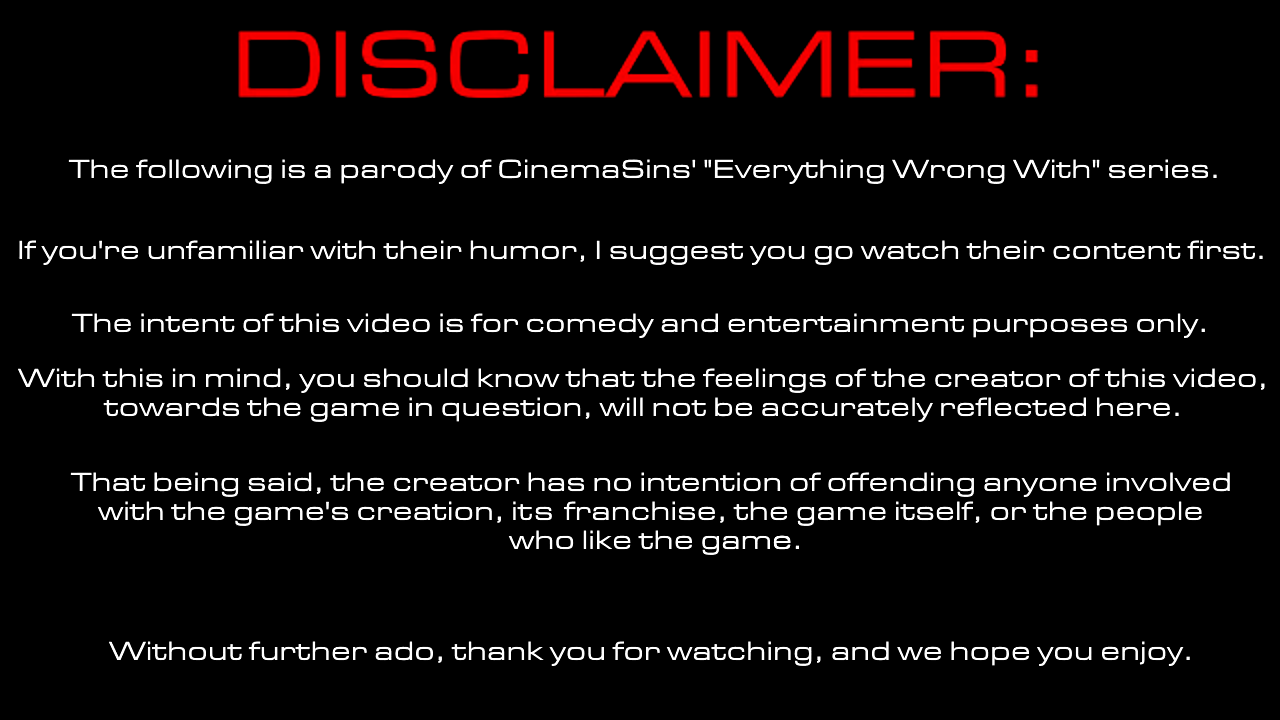 DISCLAIMER:
The following is a parody of CinemaSins' "Everything Wrong With" series.
If you're unfamiliar with their humor, I suggest you go watch their content first.
The intent of this video is for comedy and entertainment purposes only.
With this in mind, you should know that the feelings of the creator of this video,
towards the game in question, will not be accurately reflected here.
That being said, the creator has no intention of offending anyone involved
with the game's creation, its franchise, the game itself, or the people
who like the game.
Without further ado, thank you for watching, and we hope you enjoy.